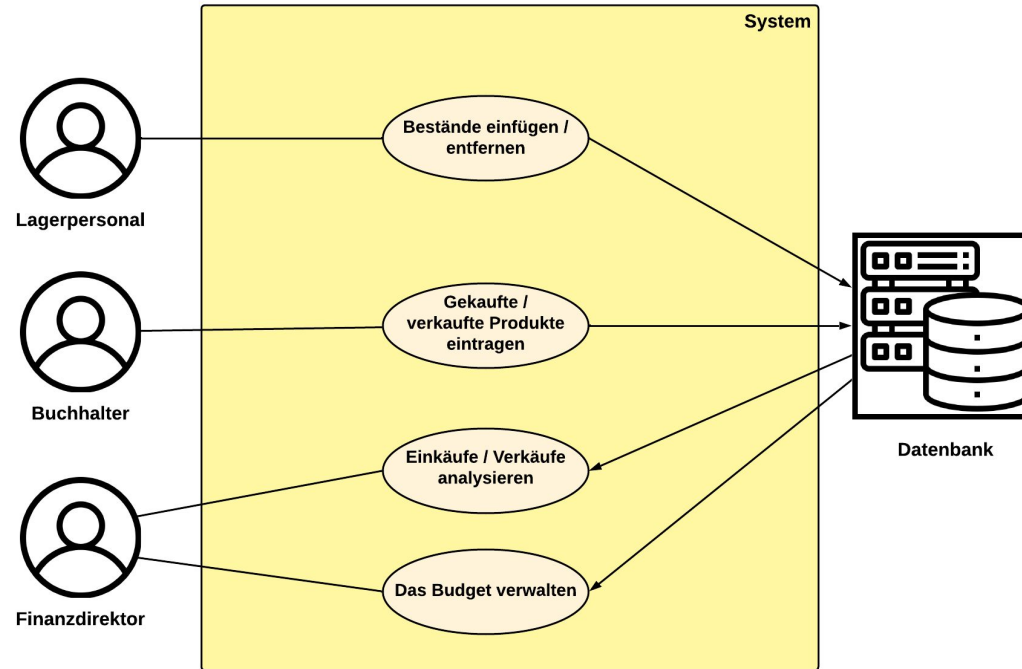 System
Bestände einfügen /
entfernen
Lagerpersonal
Gekaufte /
verkaufte Produkte
eintragen
Buchhalter
Datenbank
Einkäufe / Verkäufe
analysieren
Das Budget verwalten
Finanzdirektor